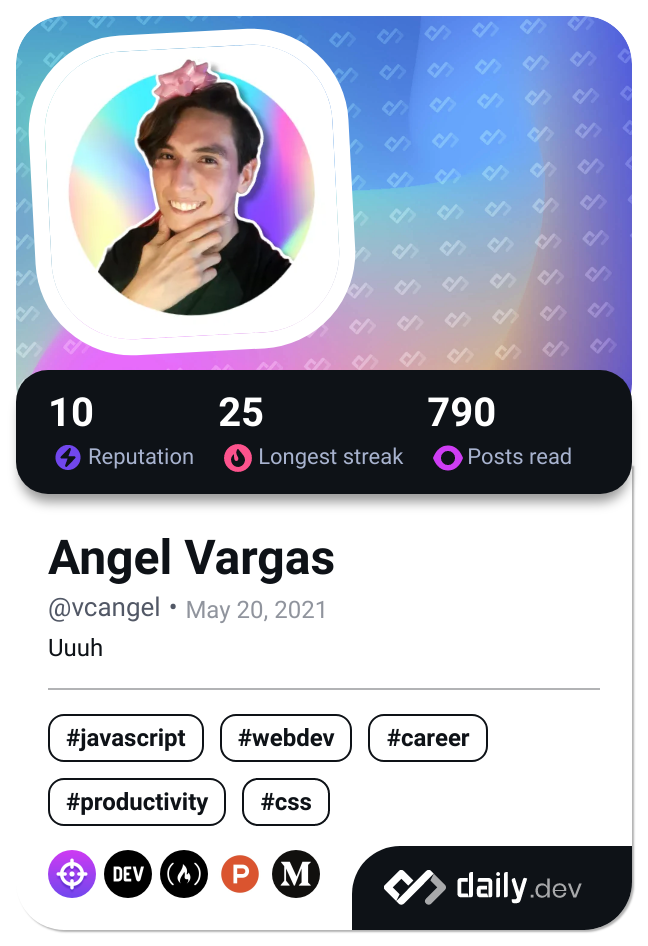 10 25 790
Reputation Longest streak Posts read
Angel Vargas
@vcangel • May 20, 2021
Uuuh
#javascript #webdev #career
#productivity #css
DEV P M daily.dev